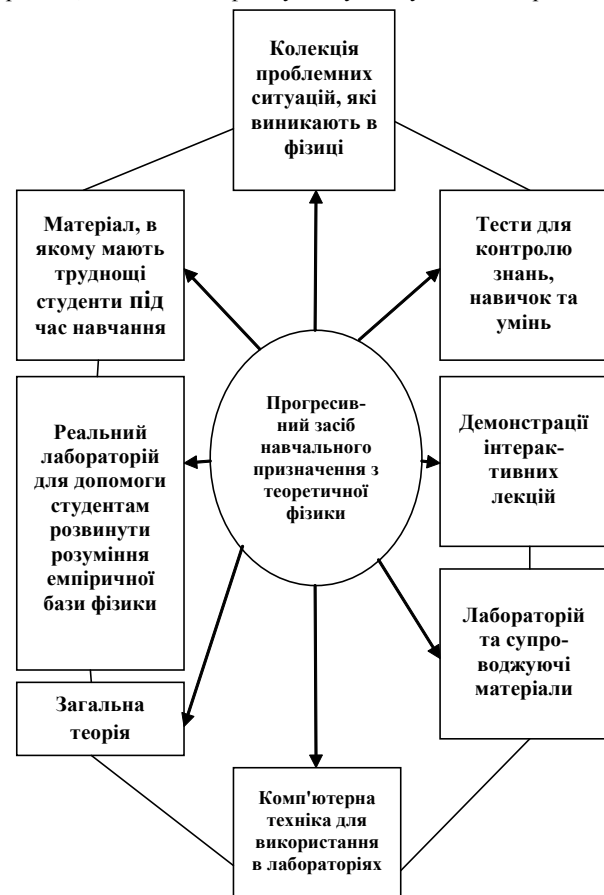 Колекція
проблемних
ситуацій, які
виникають в
фізиці
Матеріал, в
якому мають
труднощі
студенти під
час навчання
Тести для
контролю
знань,
навичок та
умінь
Прогресив-
ний засіб
навчального
призначення з
теоретичної
фізики
Реальний
лабораторій
для допомоги
студентам
розвинути
розуміння
емпіричної
бази фізики
Демонстрації
інтерак-
тивних
лекцій
Лабораторій
та супро-
воджуючі
матеріали
Загальна
теорія
Комп'ютерна
техніка для
використання
в лабораторіях